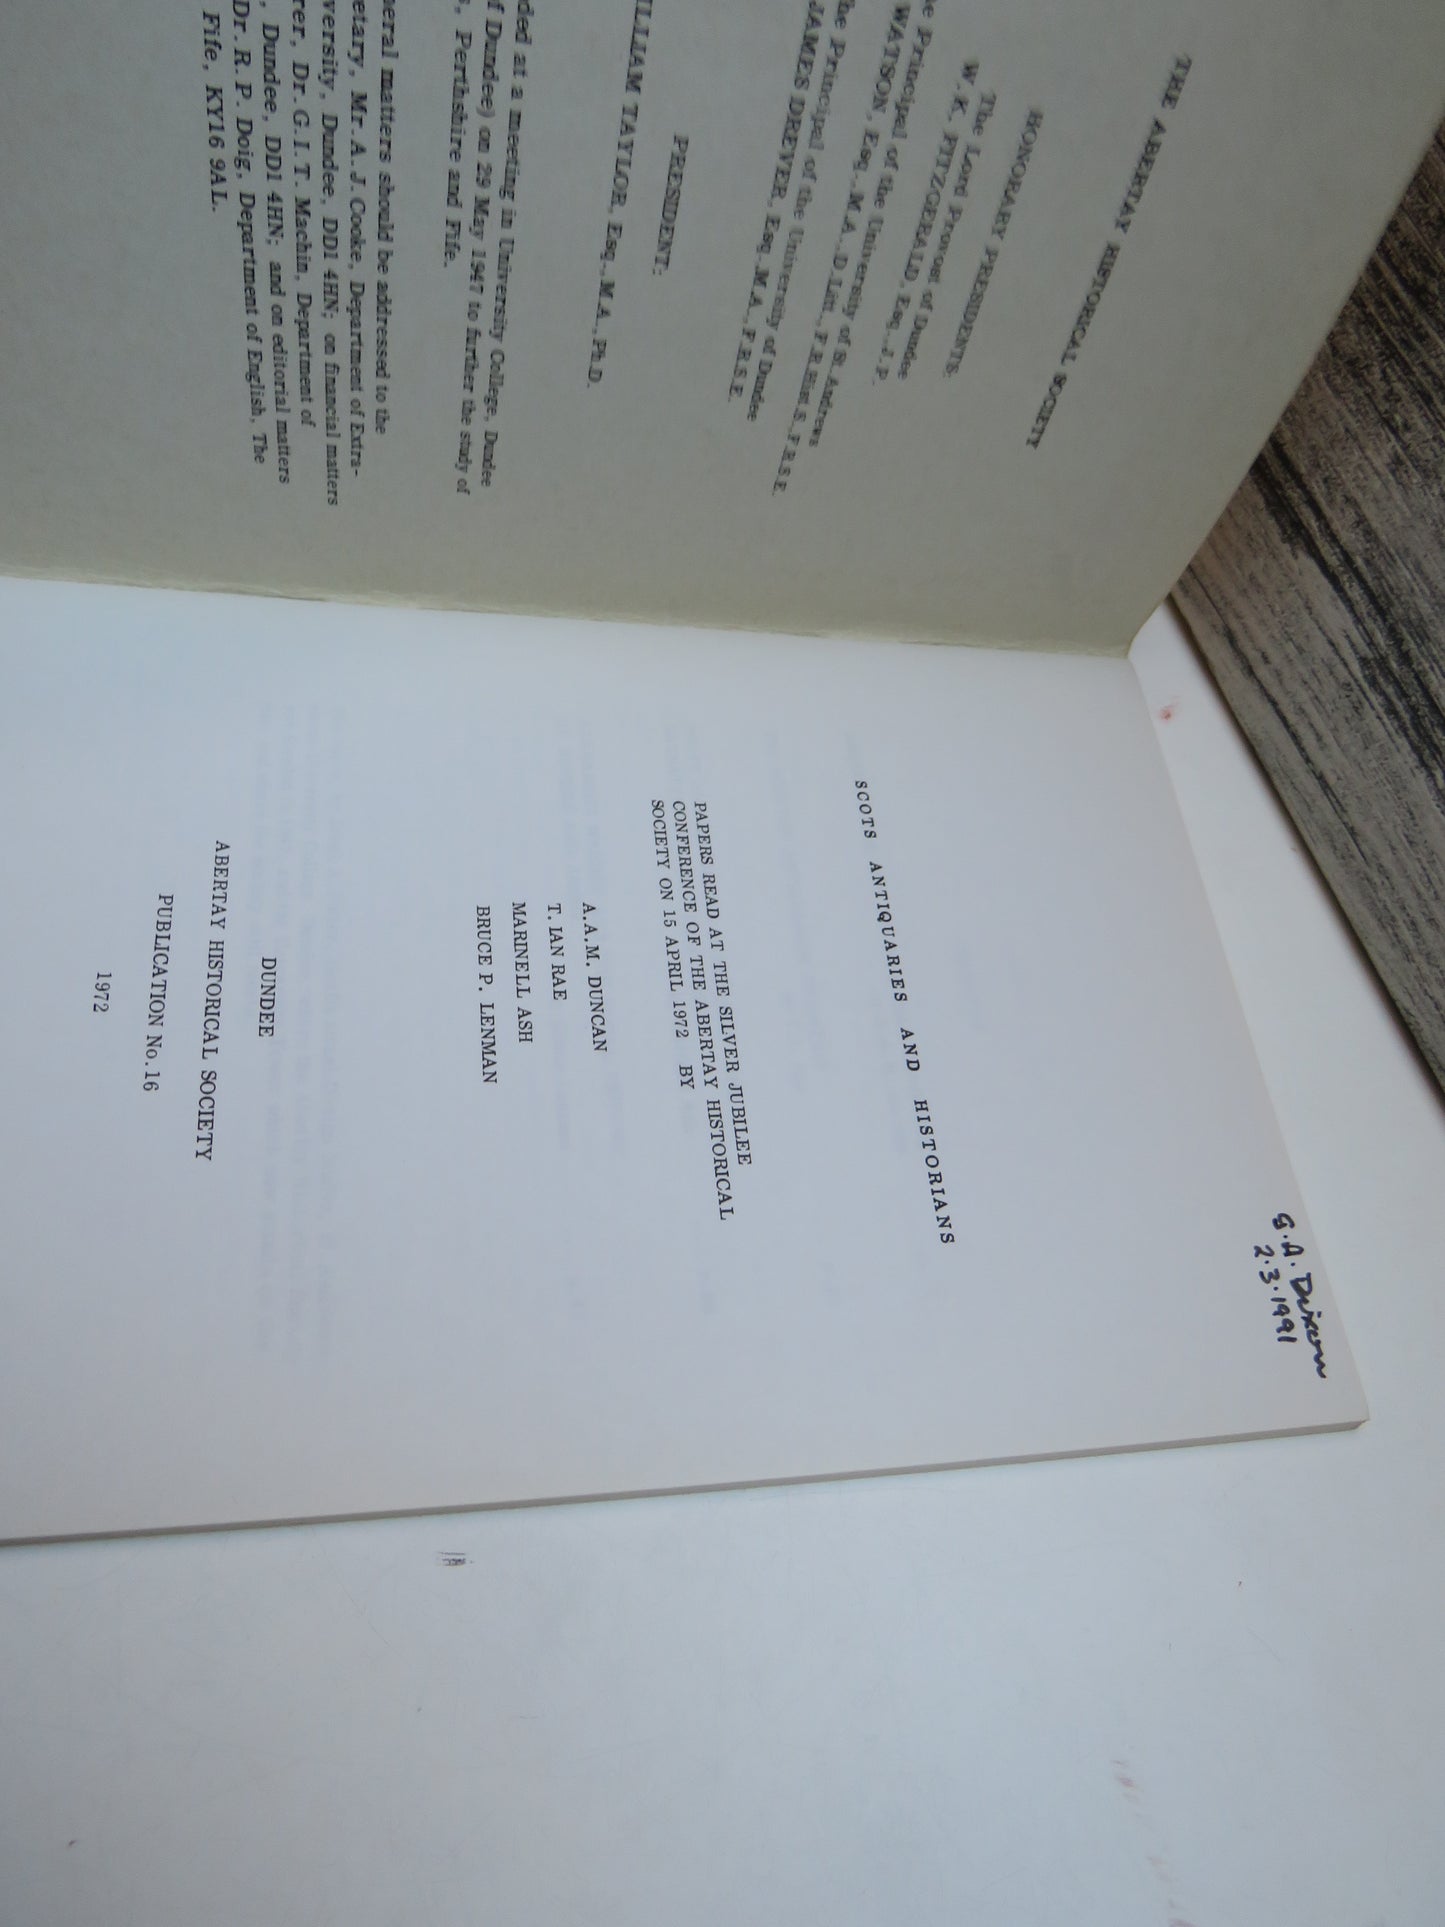 THE ABERTAY HISTORICAL SOCIETY
HONORARY PRESIDENTS:
The Lord Provost of Dundee
W. K. FITZGERALD, Esq., J.P.
Principal of the University of St. Andrews
WATSON, Esq., M.A., D.Litt., F.R.Hist.S., F.R.S.E.
Principal of the University of Dundee
JAMES DREVER, Esq., M.A., F.R.S.E.
PRESIDENT:
ILLIAM TAYLOR, Esq., M.A., Ph.D.
ded at a meeting in University College, Dundee
f Dundee) on 29 May 1947 to further the study of
, Perthshire and Fife.
eral matters should be addressed to the
etary, Mr. A. J. Cooke, Department of Extra-
versity, Dundee, DD1 4HN; on financial matters
rer, Dr. G. I. T. Machin, Department of
, Dundee, DD1 4HN; and on editorial matters
Dr. R. P. Doig, Department of English, The
Fife, KY16 9AL.
G.A. Dixon
2.3.1991
SCOTS ANTIQUARIES AND HISTORIANS
PAPERS READ AT THE SILVER JUBILEE
CONFERENCE OF THE ABERTAY HISTORICAL
SOCIETY ON 15 APRIL 1972 BY
A.A.M. DUNCAN
T. IAN RAE
MARINELL ASH
BRUCE P. LENMAN
DUNDEE
ABERTAY HISTORICAL SOCIETY
PUBLICATION No. 16
1972